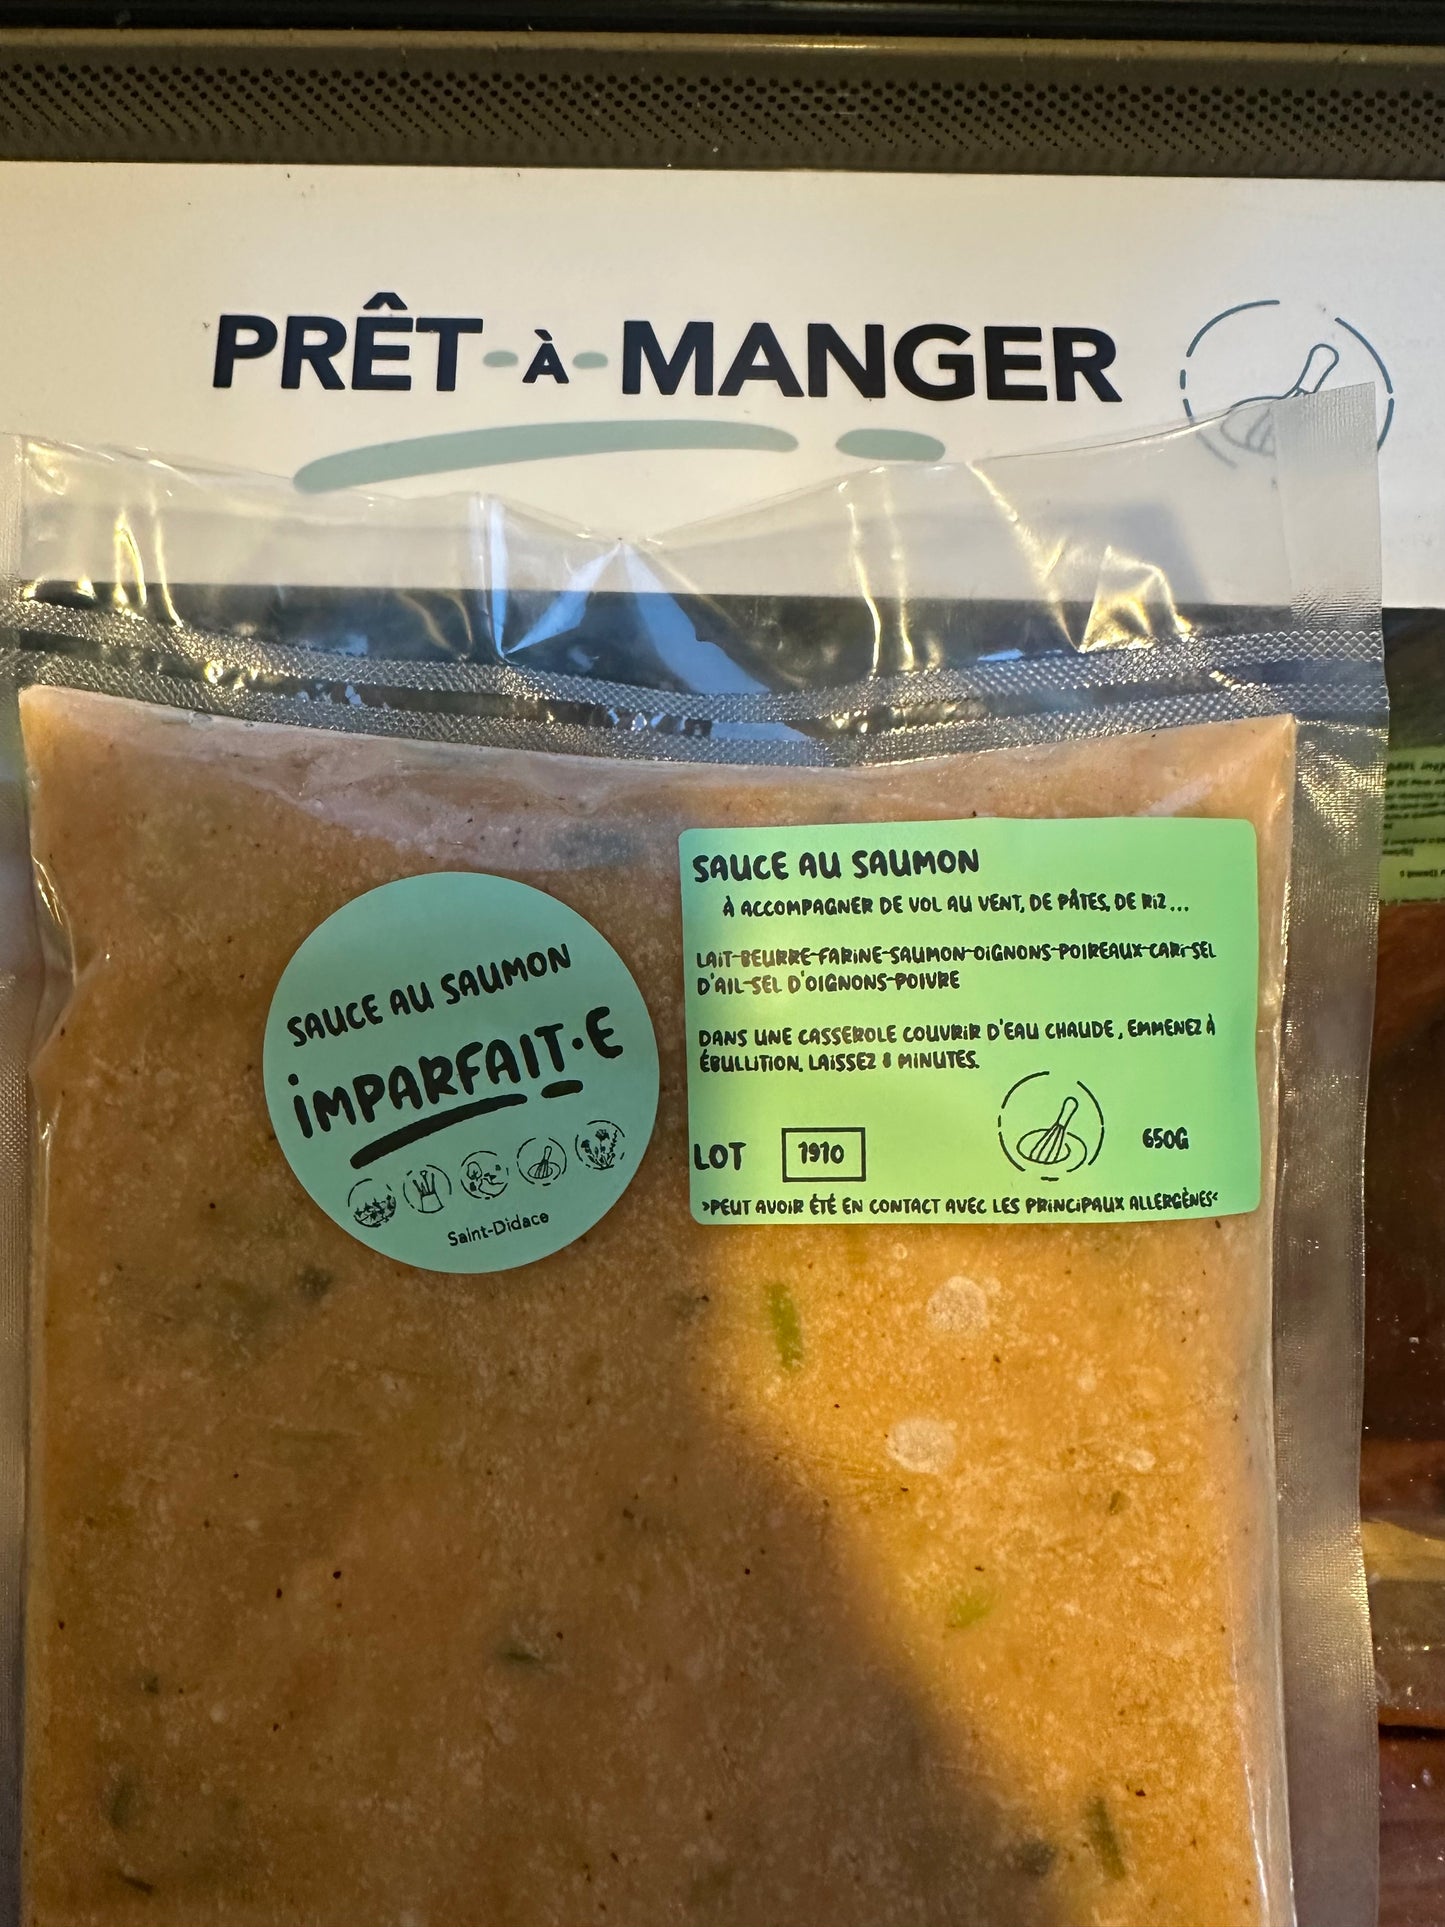 PRÊT-À-MANGER
SAUCE AU SAUMON
IMPARFAIT·E
Saint-Didace
SAUCE AU SAUMON
À ACCOMPAGNER DE VOL AU VENT, DE PÂTES, DE RIZ...
LAIT-BEURRE-FARINE-SAUMON-OIGNONS-POIREAUX-CARI-SEL
D'AIL-SEL D'OIGNONS-POIVRE
DANS UNE CASSEROLE COUVRIR D'EAU CHAUDE, EMMENEZ À
ÉBULLITION. LAISSEZ 8 MINUTES.
LOT 1910 650G
>PEUT AVOIR ÉTÉ EN CONTACT AVEC LES PRINCIPAUX ALLERGÈNES<